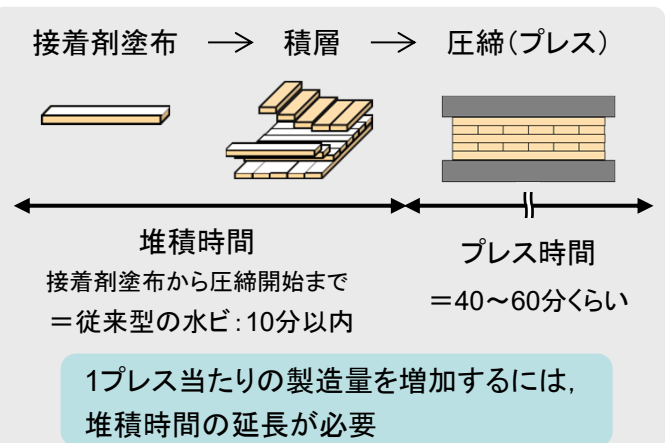 接着剤塗布 → 積層 → 圧締(プレス)
堆積時間
接着剤塗布から圧締開始まで
＝従来型の水ビ：10分以内
プレス時間
＝40～60分くらい
1プレス当たりの製造量を増加するには，
堆積時間の延長が必要